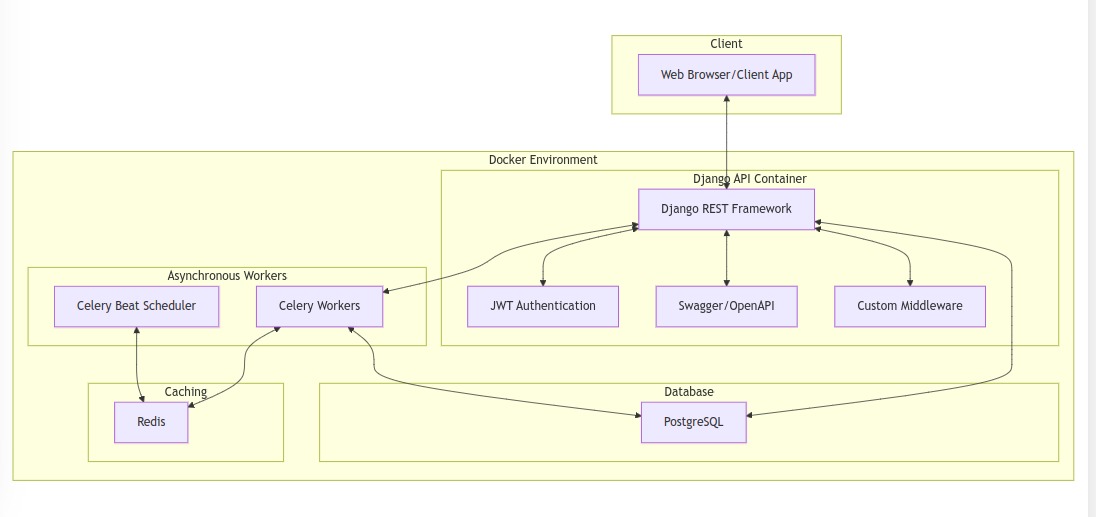 Client
Web Browser/Client App
Docker Environment
Django API Container
Django REST Framework
Asynchronous Workers
Celery Beat Scheduler
Celery Workers
JWT Authentication
Swagger/OpenAPI
Custom Middleware
Caching
Database
Redis
PostgreSQL